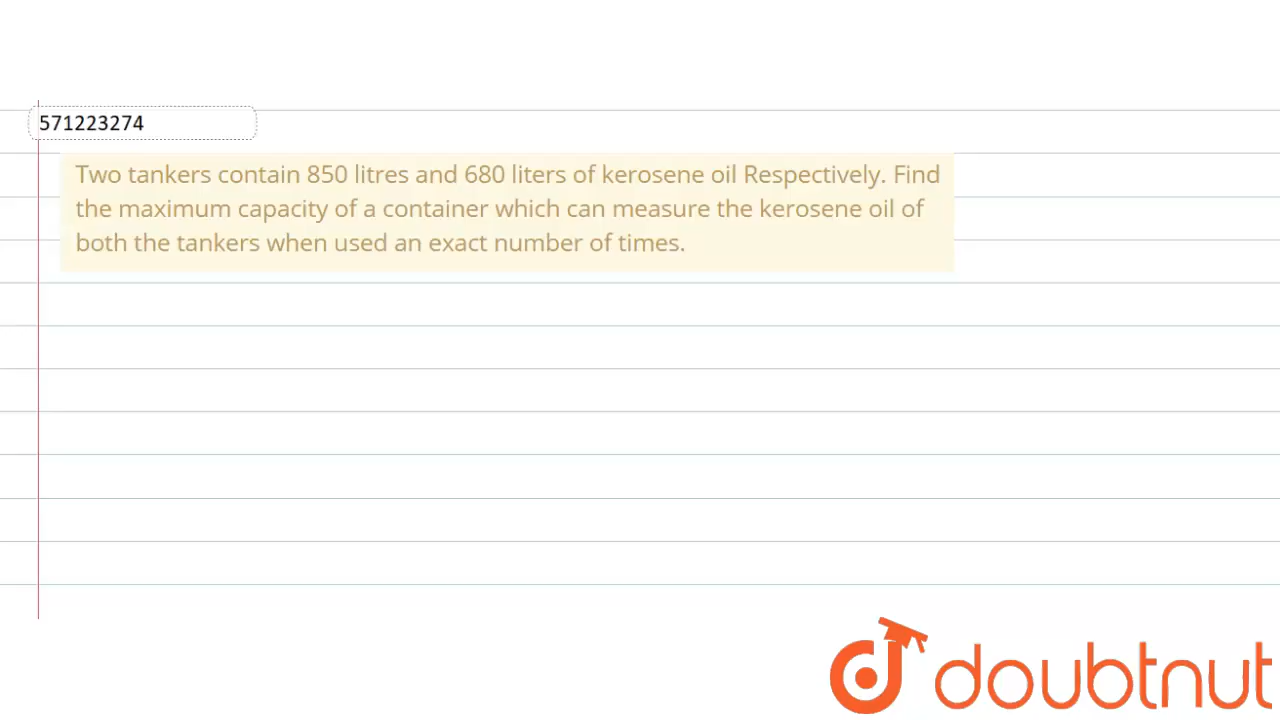 571223274
Two tankers contain 850 litres and 680 liters of kerosene oil Respectively. Find
the maximum capacity of a container which can measure the kerosene oil of
both the tankers when used an exact number of times.
doubtnut